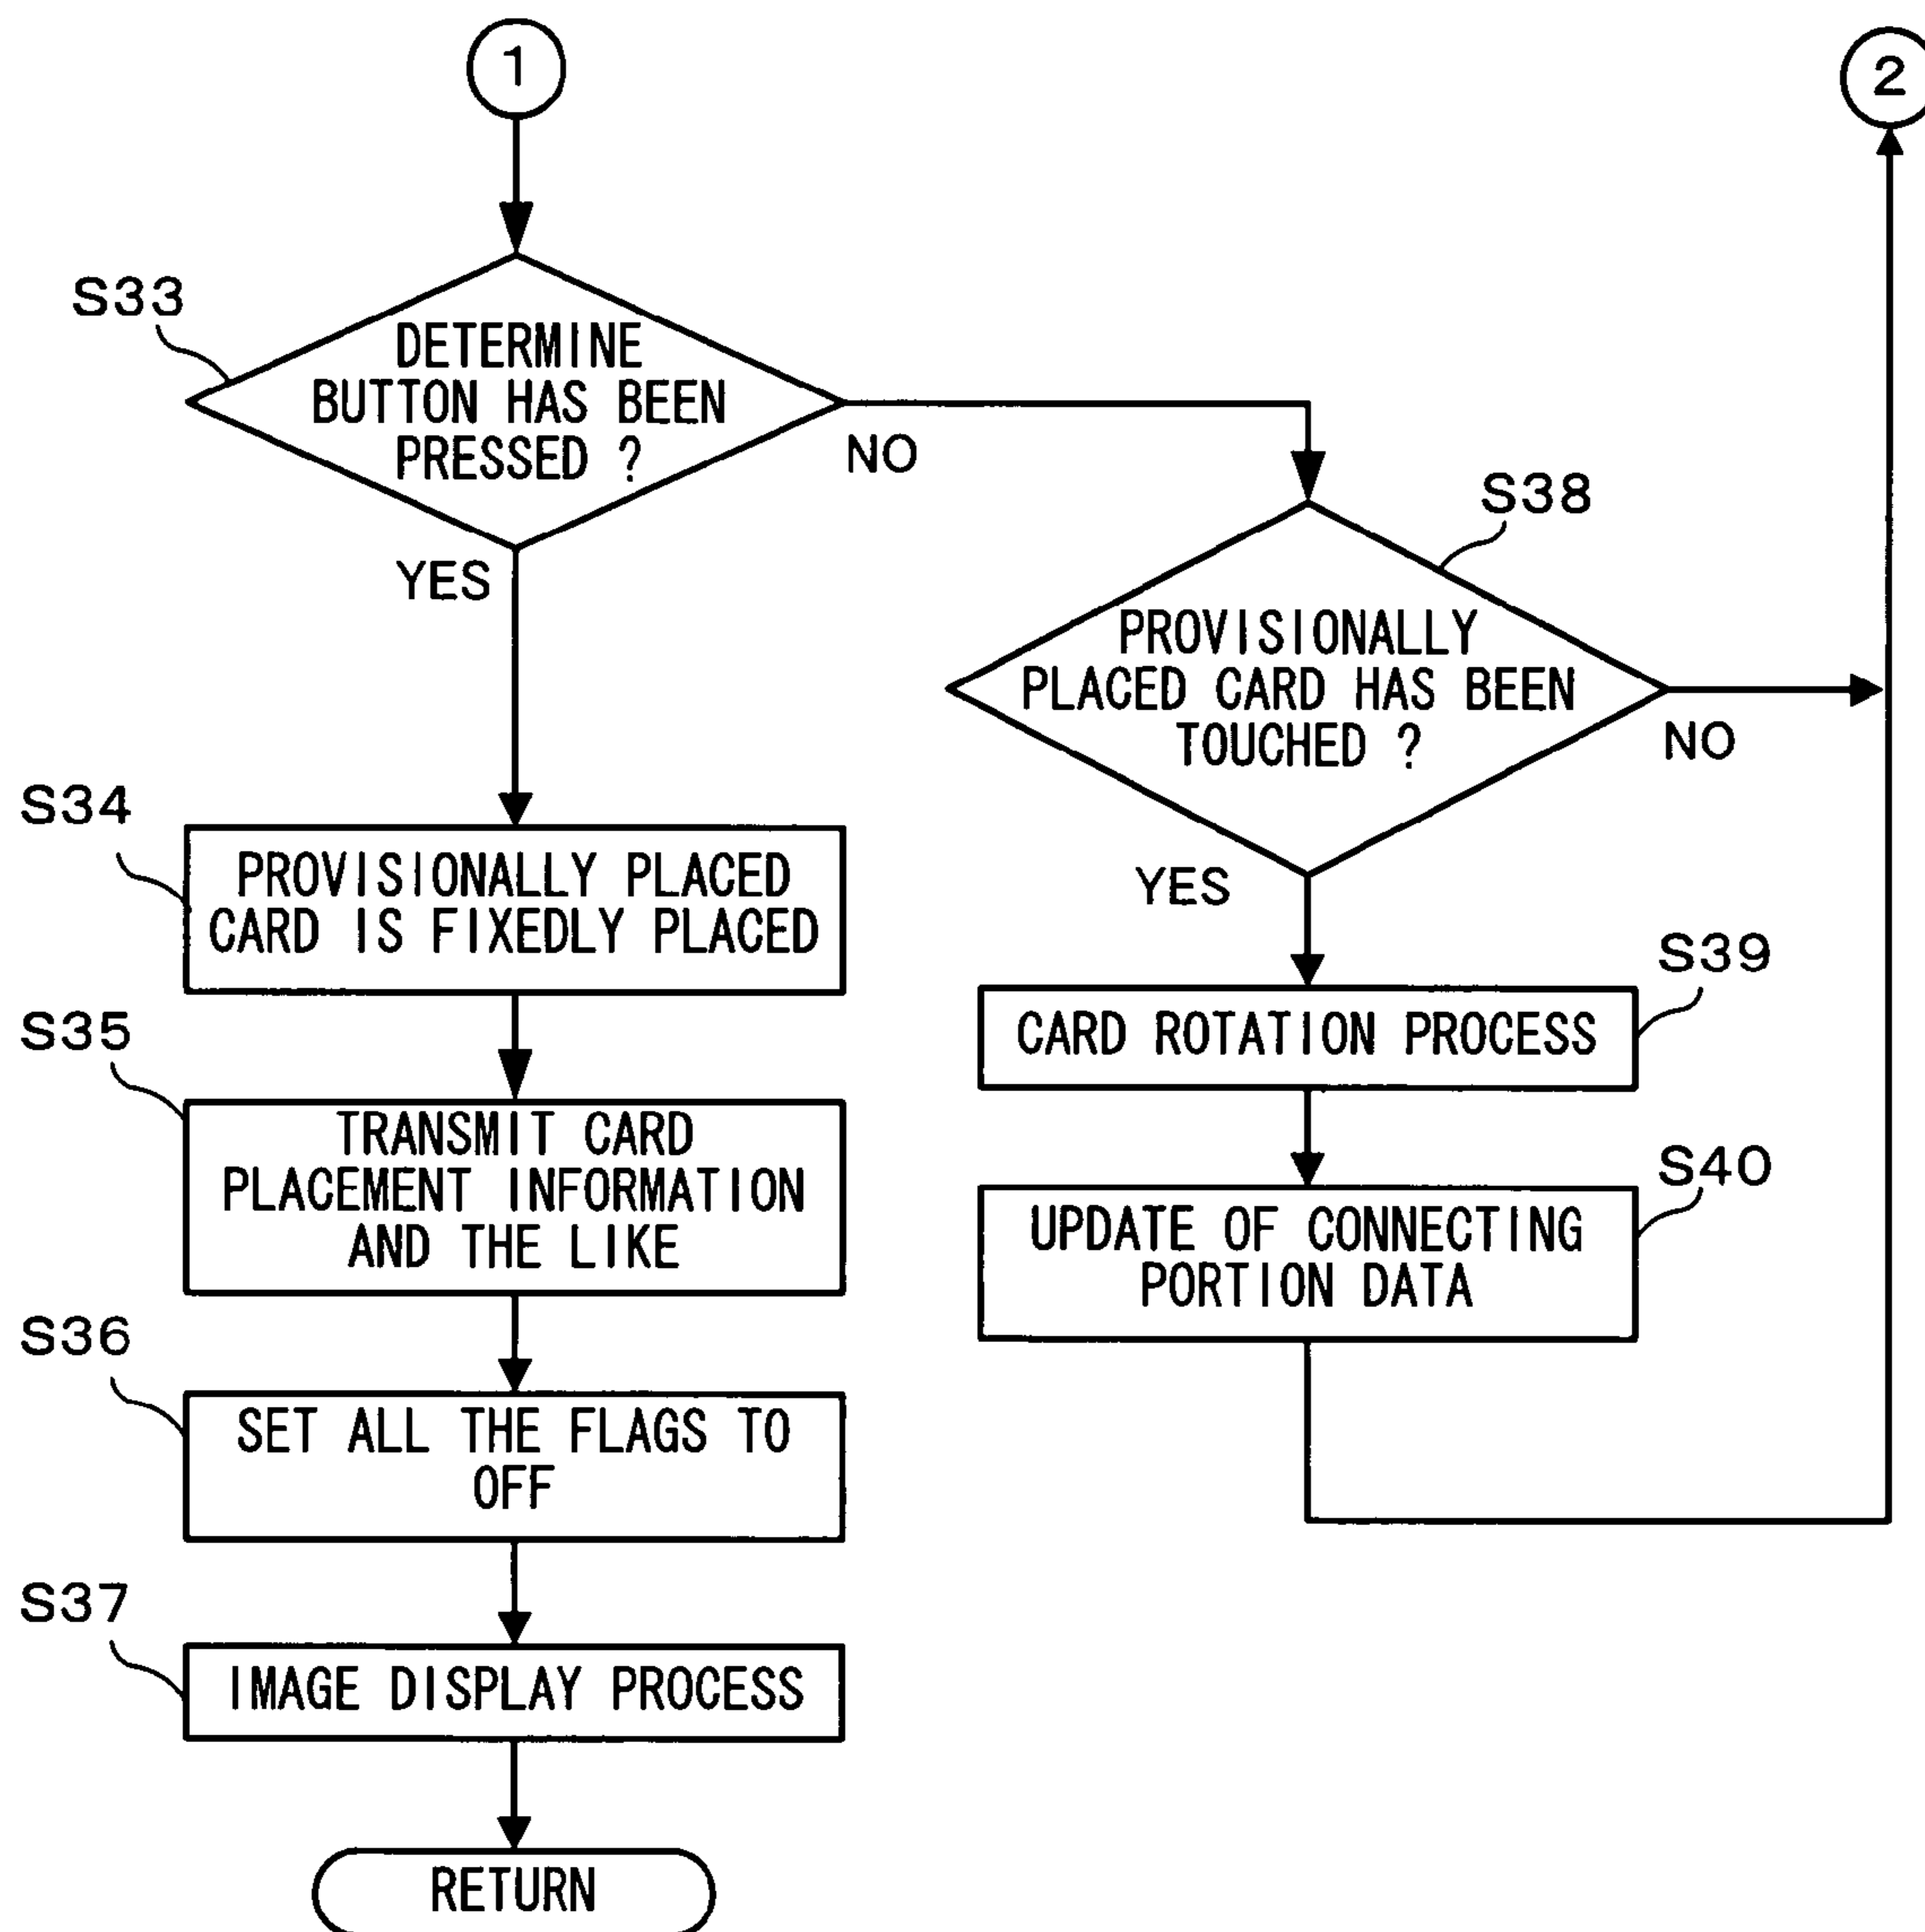 1
2
S33
DETERMINE
BUTTON HAS BEEN
PRESSED ?
NO
YES
S38
PROVISIONALLY
PLACED CARD HAS BEEN
TOUCHED ?
NO
YES
S34
PROVISIONALLY PLACED
CARD IS FIXEDLY PLACED
S39
CARD ROTATION PROCESS
S35
TRANSMIT CARD
PLACEMENT INFORMATION
AND THE LIKE
S40
UPDATE OF CONNECTING
PORTION DATA
S36
SET ALL THE FLAGS TO
OFF
S37
IMAGE DISPLAY PROCESS
RETURN